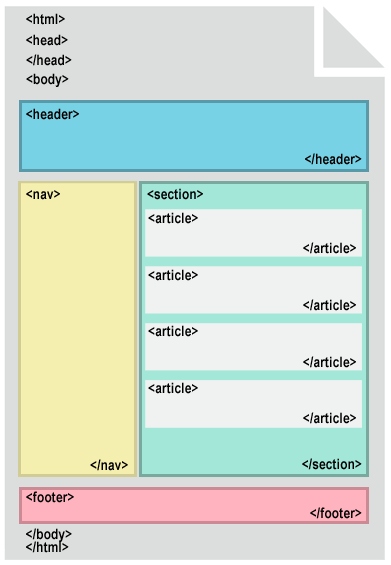 <html>
<head>
</head>
<body>
<header>
</header>
<nav>
</nav>
<section>
<article>
</article>
<article>
</article>
<article>
</article>
<article>
</article>
</section>
<footer>
</footer>
</body>
</html>